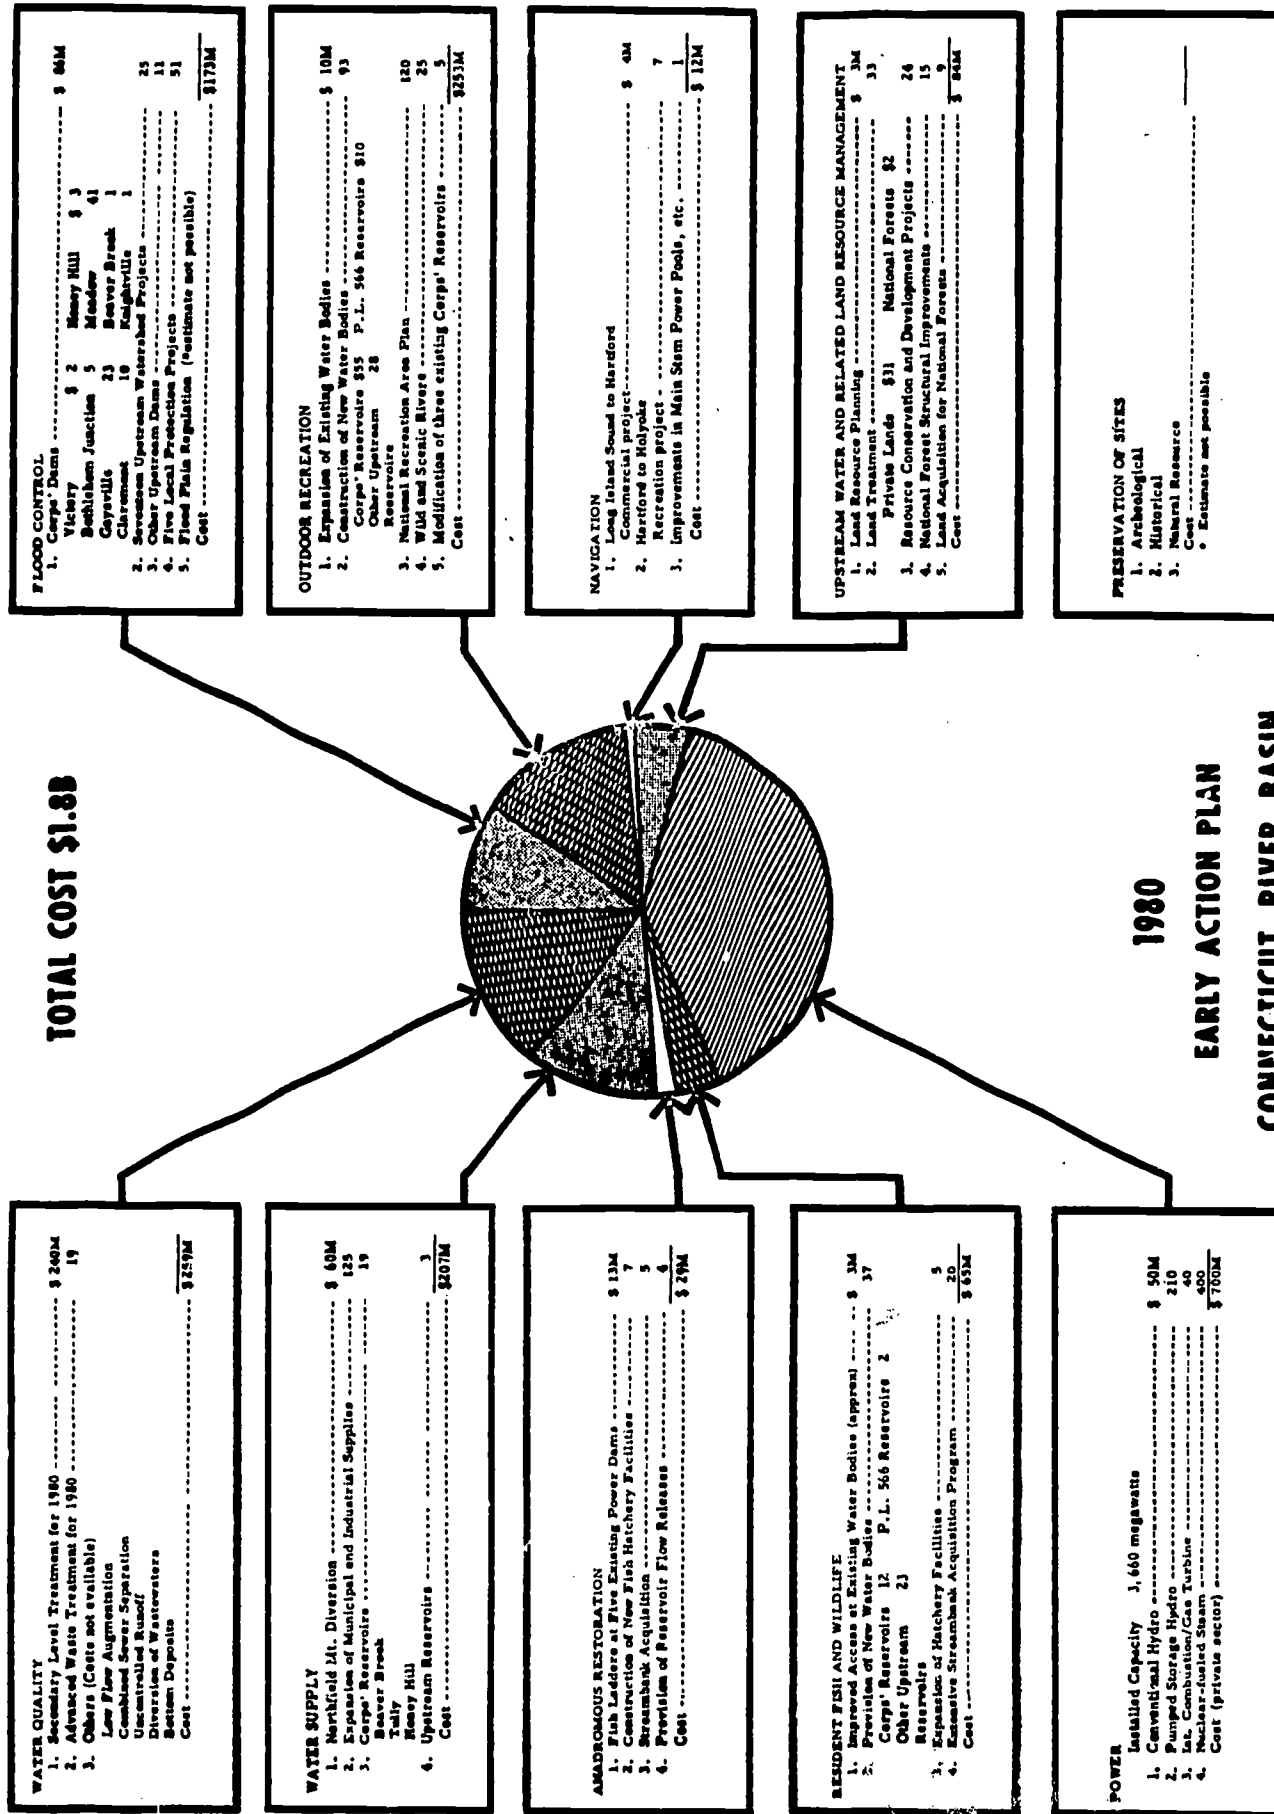 TOTAL COST $1.8B
WATER QUALITY
1. Secondary Level Treatment for 1980 ---------- $ 240M
2. Advanced Waste Treatment for 1980 ---------- 19
3. Others (Costs not available)
Low Flow Augmentation
Combined Sewer Separation
Uncontrolled Runoff
Diversion of Wastewaters
Bottom Deposits
Cost ---------- $259M
WATER SUPPLY
1. Northfield Mt. Diversion ---------- $ 60M
2. Expansion of Municipal and Industrial Supplies ---------- 125
3. Corps' Reservoirs ---------- 19
Beaver Brook
Tully
Honey Hill
4. Upstream Reservoirs ---------- 3
Cost ---------- $207M
ANADROMOUS RESTORATION
1. Fish Ladders at Five Existing Power Dams ---------- $ 13M
2. Construction of New Fish Hatchery Facilities ---------- 7
3. Streambank Acquisition ---------- 5
4. Provision of Reservoir Flow Releases ---------- 4
Cost ---------- $ 29M
RESIDENT FISH AND WILDLIFE
1. Improved Access at Existing Water Bodies (approx) ---- $ 3M
2. Provision of New Water Bodies ---------- 37
Corps' Reservoirs 12 P.L. 566 Reservoirs 2
Other Upstream 23
Reservoirs
3. Expansion of Hatchery Facilities ---------- 5
4. Extensive Streambank Acquisition Program ---------- 20
Cost ---------- $ 65M
POWER
Installed Capacity 3,660 megawatts
1. Conventional Hydro ---------- $ 50M
2. Pumped Storage Hydro ---------- 210
3. Int. Combustion/Gas Turbine ---------- 40
4. Nuclear-fueled Steam ---------- 400
Cost (private sector) ---------- $ 700M
FLOOD CONTROL
1. Corps' Dams ---------- $ 86M
Victory $ 2 Honey Hill $ 3
Bethlehem Junction 5 Meadow 41
Gaysville 23 Beaver Brook 1
Claremont 10 Knightville 1
2. Seventeen Upstream Watershed Projects ---------- 25
3. Other Upstream Dams ---------- 11
4. Five Local Protection Projects ---------- 51
5. Flood Plain Regulation (*estimate not possible)
Cost ---------- $173M
OUTDOOR RECREATION
1. Expansion of Existing Water Bodies ---------- $ 10M
2. Construction of New Water Bodies ---------- 93
Corps' Reservoirs $55 P.L. 566 Reservoirs $10
Other Upstream 28
Reservoirs
3. National Recreation Area Plan ---------- 120
4. Wild and Scenic Rivers ---------- 25
5. Modification of three existing Corps' Reservoirs ---------- 5
Cost ---------- $253M
NAVIGATION
1. Long Island Sound to Hartford
Commercial project ---------- $ 4M
2. Hartford to Holyoke
Recreation project ---------- 7
3. Improvements in Main Stem Power Pools, etc. ---------- 1
Cost ---------- $ 12M
UPSTREAM WATER AND RELATED LAND RESOURCE MANAGEMENT
1. Land Resource Planning ---------- $ 3M
2. Land Treatment ---------- 33
Private Lands $31 National Forests $2
3. Resource Conservation and Development Projects ------ 24
4. National Forest Structural Improvements ---------- 15
5. Land Acquisition for National Forests ---------- 9
Cost ---------- $ 84M
PRESERVATION OF SITES
1. Archeological
2. Historical
3. Natural Resource
Cost ----------
* Estimate not possible
1980
EARLY ACTION PLAN
CONNECTICUT RIVER BASIN